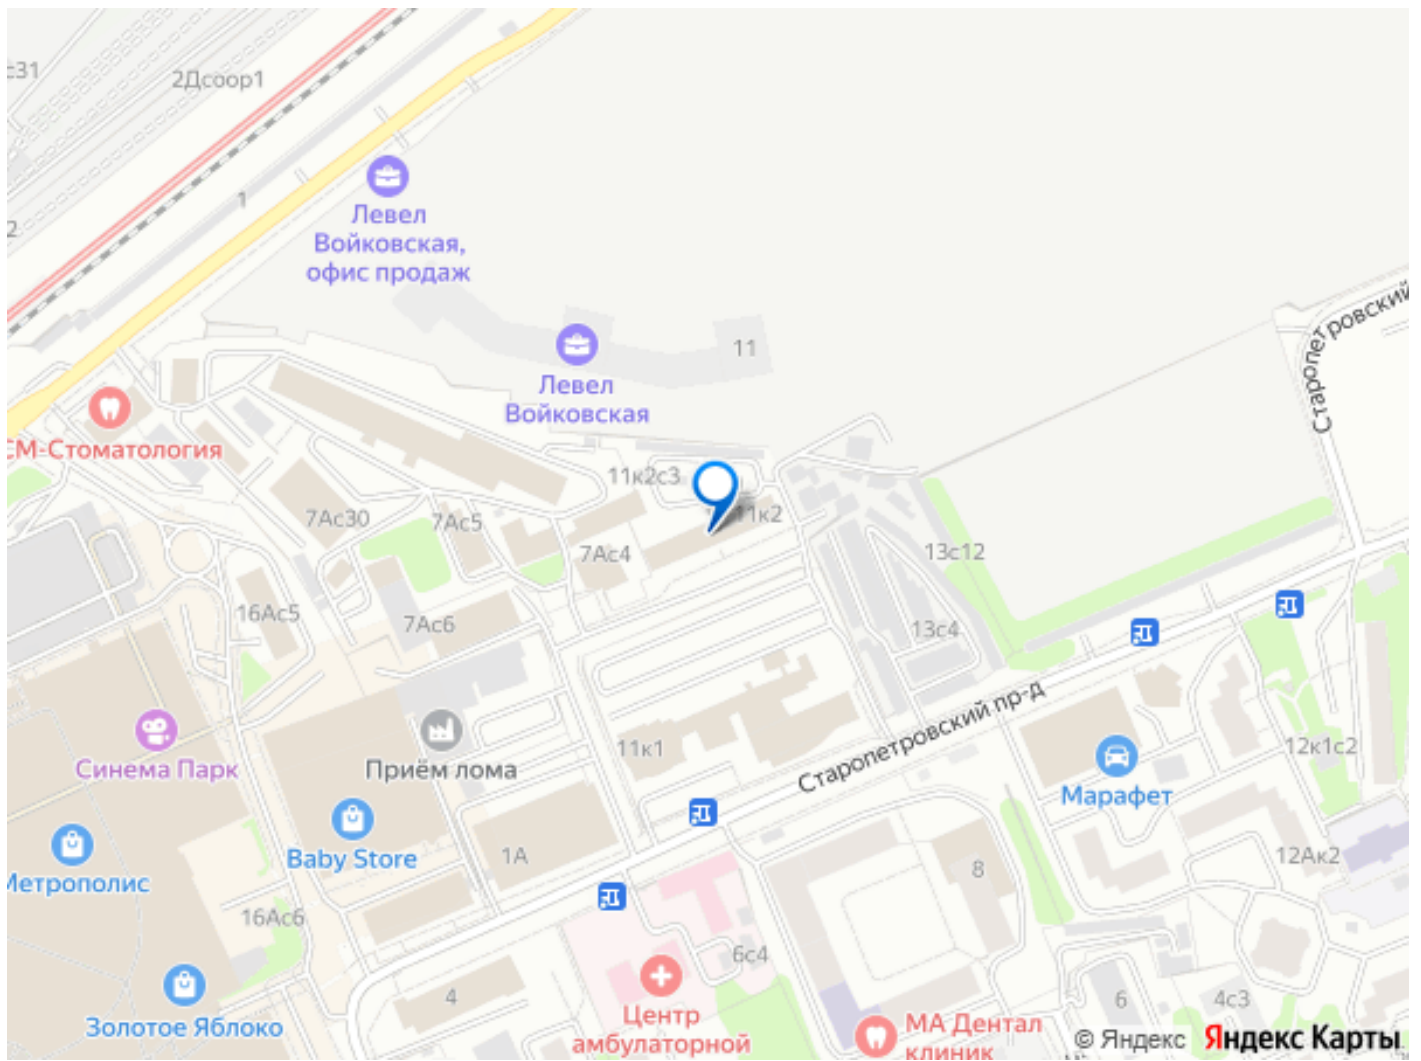 с31
2Дсоор1
2
1
Левел
Войковская,
офис продаж
Левел
Войковская
11
Старопетровский
СМ-Стоматология
11к2с3
11к2
7Ас30
7Ас5
7Ас4
13с12
16Ас5
7Ас6
13с4
Старопетровский пр-д
11к1
Синема Парк
Приём лома
12к1с2
Марафет
Baby Store
1А
Метрополис
8
12Ак2
16Ас6
6с4
4
Золотое Яблоко
Центр
амбулаторной
МА Дентал
клиник
6
4с3
© Яндекс Яндекс Карты